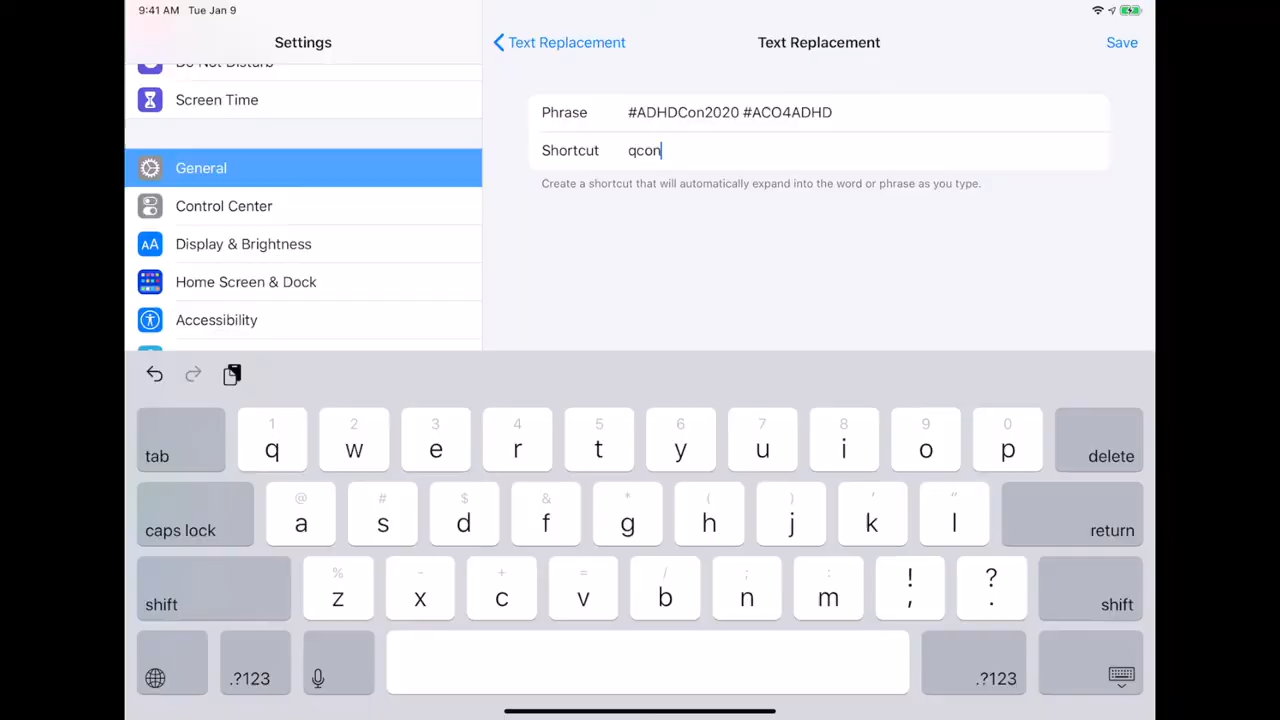 9:41 AM Tue Jan 9
Settings
Text Replacement
Text Replacement
Save
Do Not Disturb
Screen Time
General
Control Center
Display & Brightness
Home Screen & Dock
Accessibility
Phrase #ADHDCon2020 #ACO4ADHD
Shortcut qcon
Create a shortcut that will automatically expand into the word or phrase as you type.
1 2 3 4 5 6 7 8 9 0
tab q w e r t y u i o p delete
@ # $ & * ( ) ' "
caps lock a s d f g h j k l return
% - + = / ; : ! ?
shift z x c v b n m , . shift
.?123 .?123